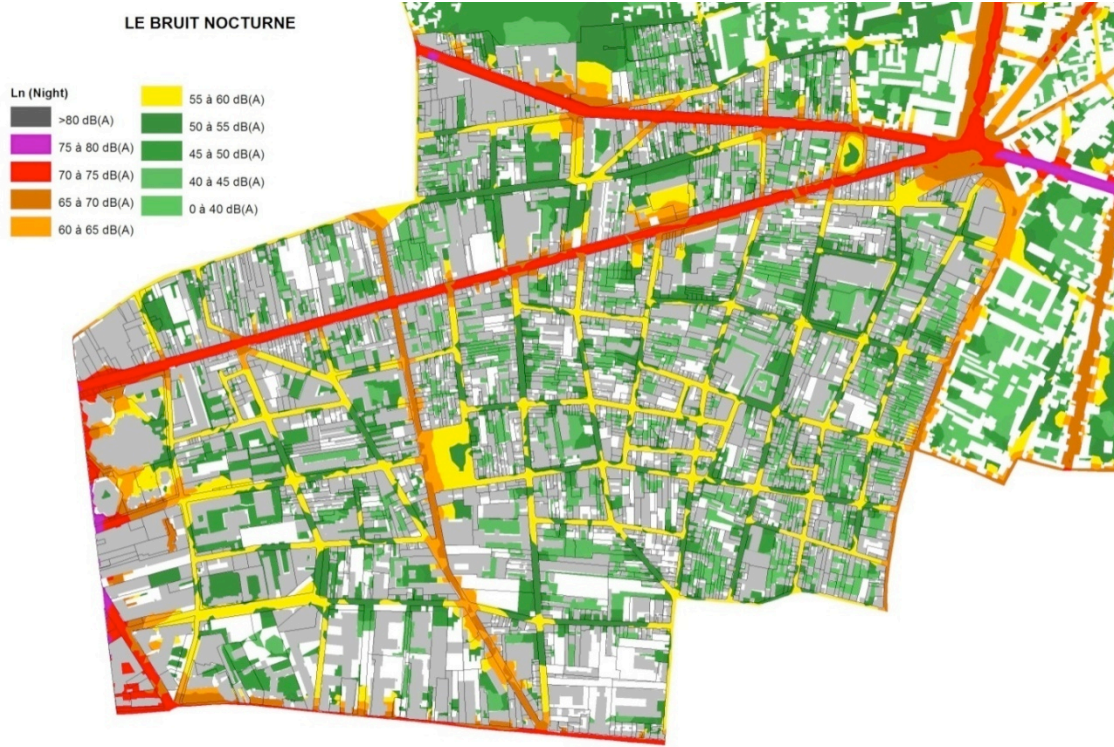 LE BRUIT NOCTURNE
Ln (Night)
>80 dB(A)
75 à 80 dB(A)
70 à 75 dB(A)
65 à 70 dB(A)
60 à 65 dB(A)
55 à 60 dB(A)
50 à 55 dB(A)
45 à 50 dB(A)
40 à 45 dB(A)
0 à 40 dB(A)